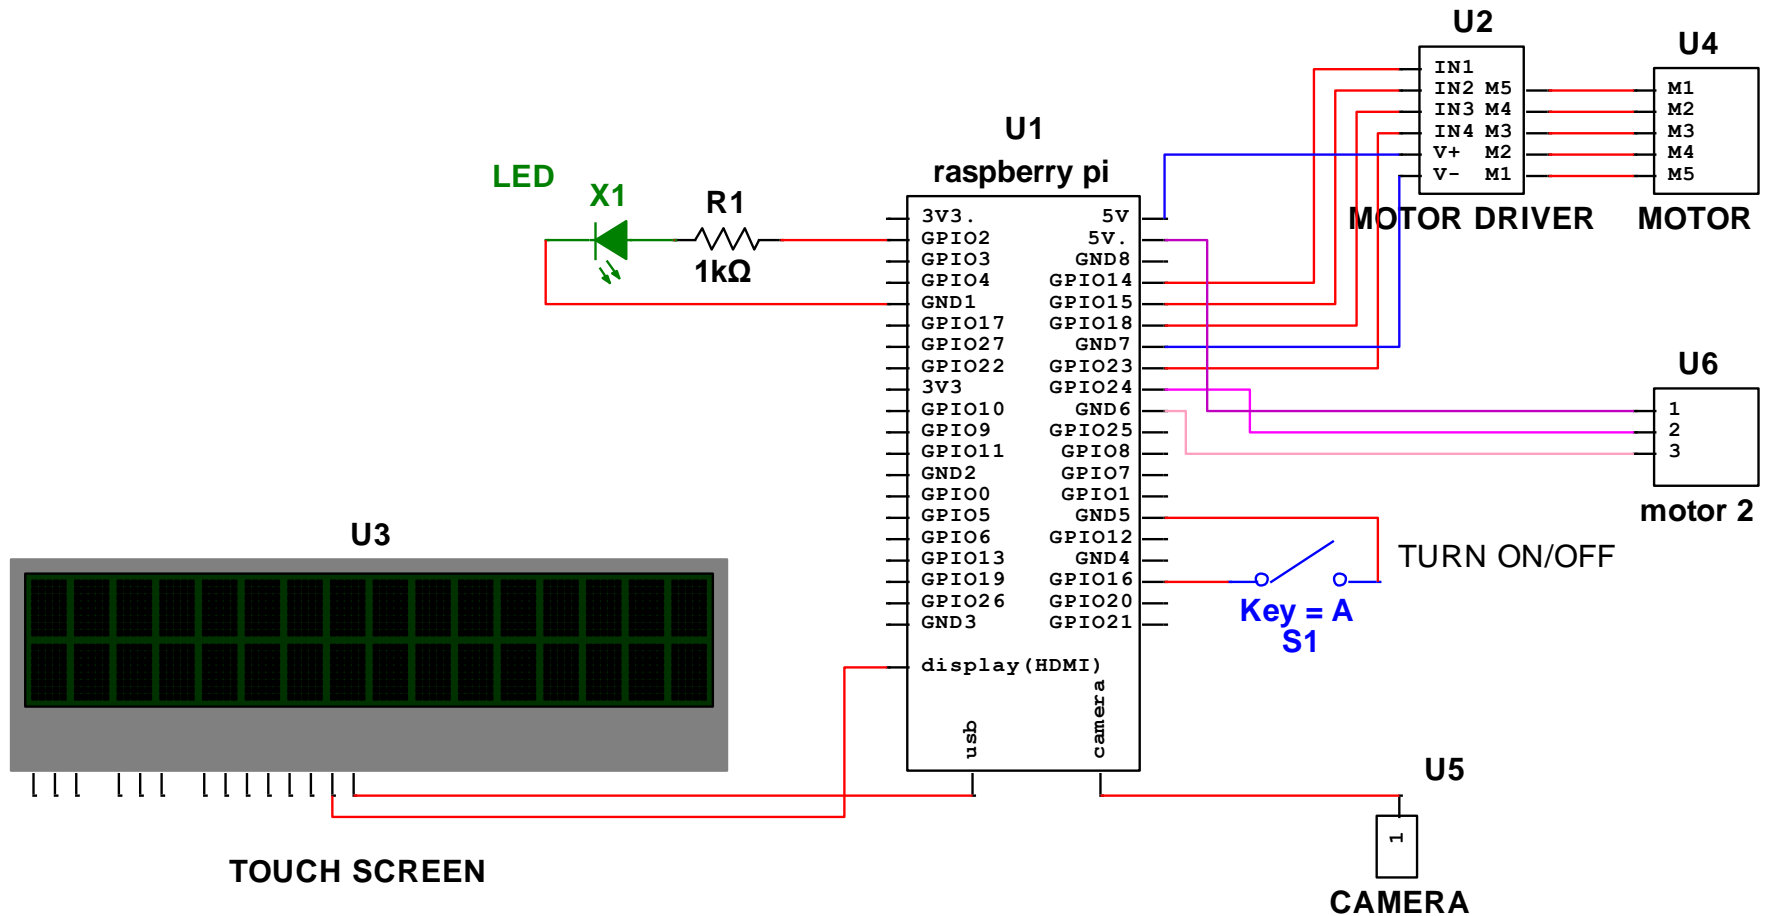 U2
U4
IN1
IN2 M5
IN3 M4
IN4 M3
V+ M2
V- M1
MOTOR DRIVER
M1
M2
M3
M4
M5
MOTOR
U1
raspberry pi
LED
X1
R1
1kΩ
3V3. 5V
GPIO2 5V.
GPIO3 GND8
GPIO4 GPIO14
GND1 GPIO15
GPIO17 GPIO18
GPIO27 GND7
GPIO22 GPIO23
3V3 GPIO24
GPIO10 GND6
GPIO9 GPIO25
GPIO11 GPIO8
GND2 GPIO7
GPIO0 GPIO1
GPIO5 GND5
GPIO6 GPIO12
GPIO13 GND4
GPIO19 GPIO16
GPIO26 GPIO20
GND3 GPIO21
display(HDMI)
usb
camera
U6
1
2
3
motor 2
TURN ON/OFF
Key = A
S1
U3
TOUCH SCREEN
U5
1
CAMERA